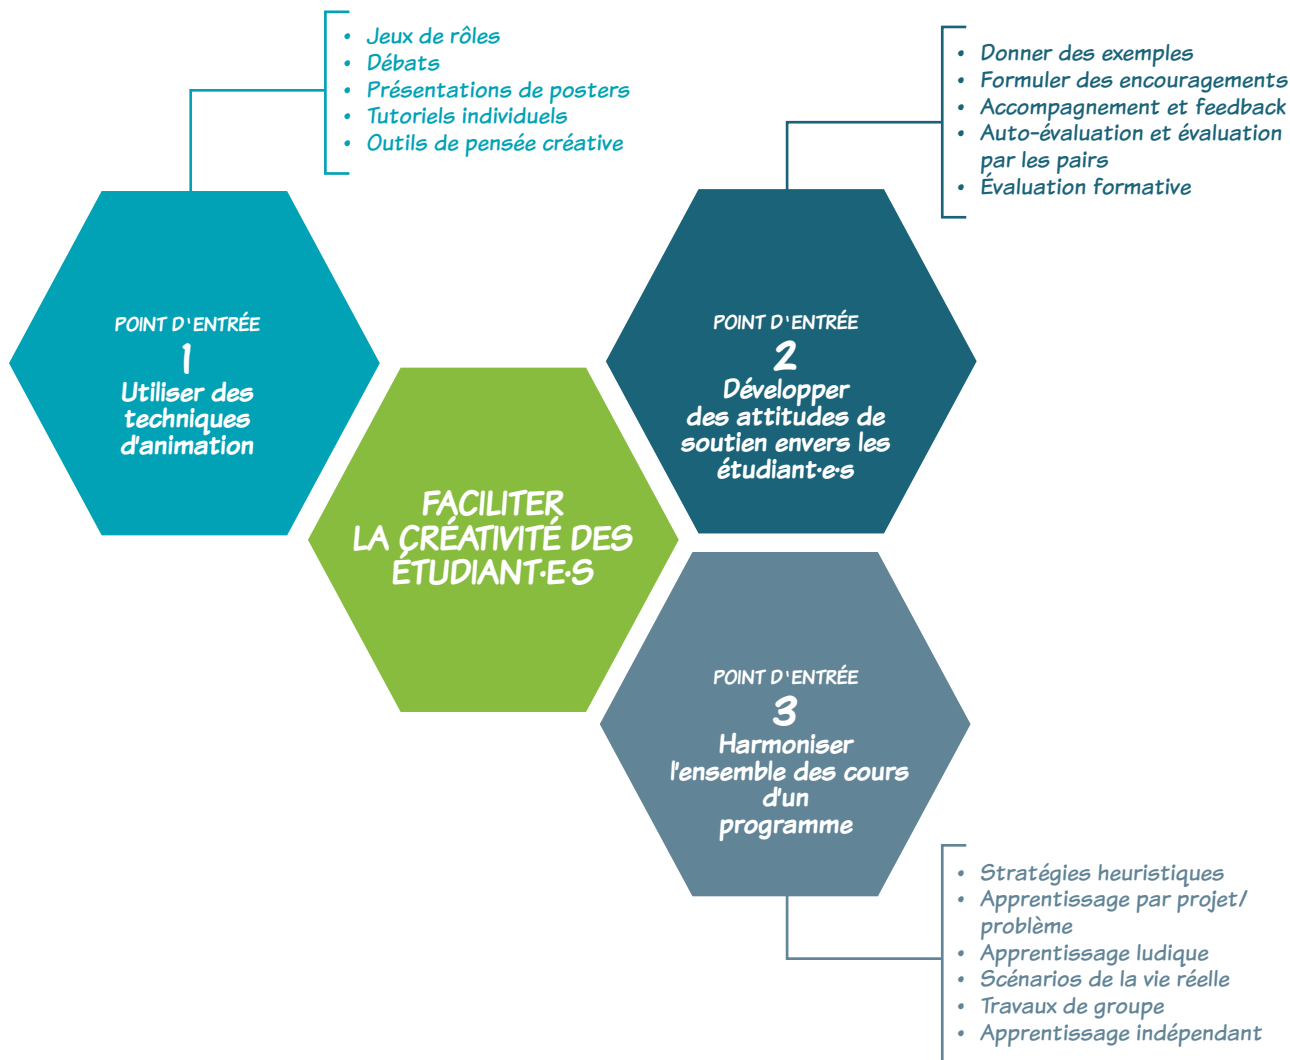 • Jeux de rôles
• Débats
• Présentations de posters
• Tutoriels individuels
• Outils de pensée créative
• Donner des exemples
• Formuler des encouragements
• Accompagnement et feedback
• Auto-évaluation et évaluation
par les pairs
• Évaluation formative
POINT D'ENTRÉE
1
Utiliser des
techniques
d'animation
POINT D'ENTRÉE
2
Développer
des attitudes de
soutien envers les
étudiant·e·s
FACILITER
LA CRÉATIVITÉ DES
ÉTUDIANT·E·S
POINT D'ENTRÉE
3
Harmoniser
l'ensemble des cours
d'un
programme
• Stratégies heuristiques
• Apprentissage par projet/
problème
• Apprentissage ludique
• Scénarios de la vie réelle
• Travaux de groupe
• Apprentissage indépendant